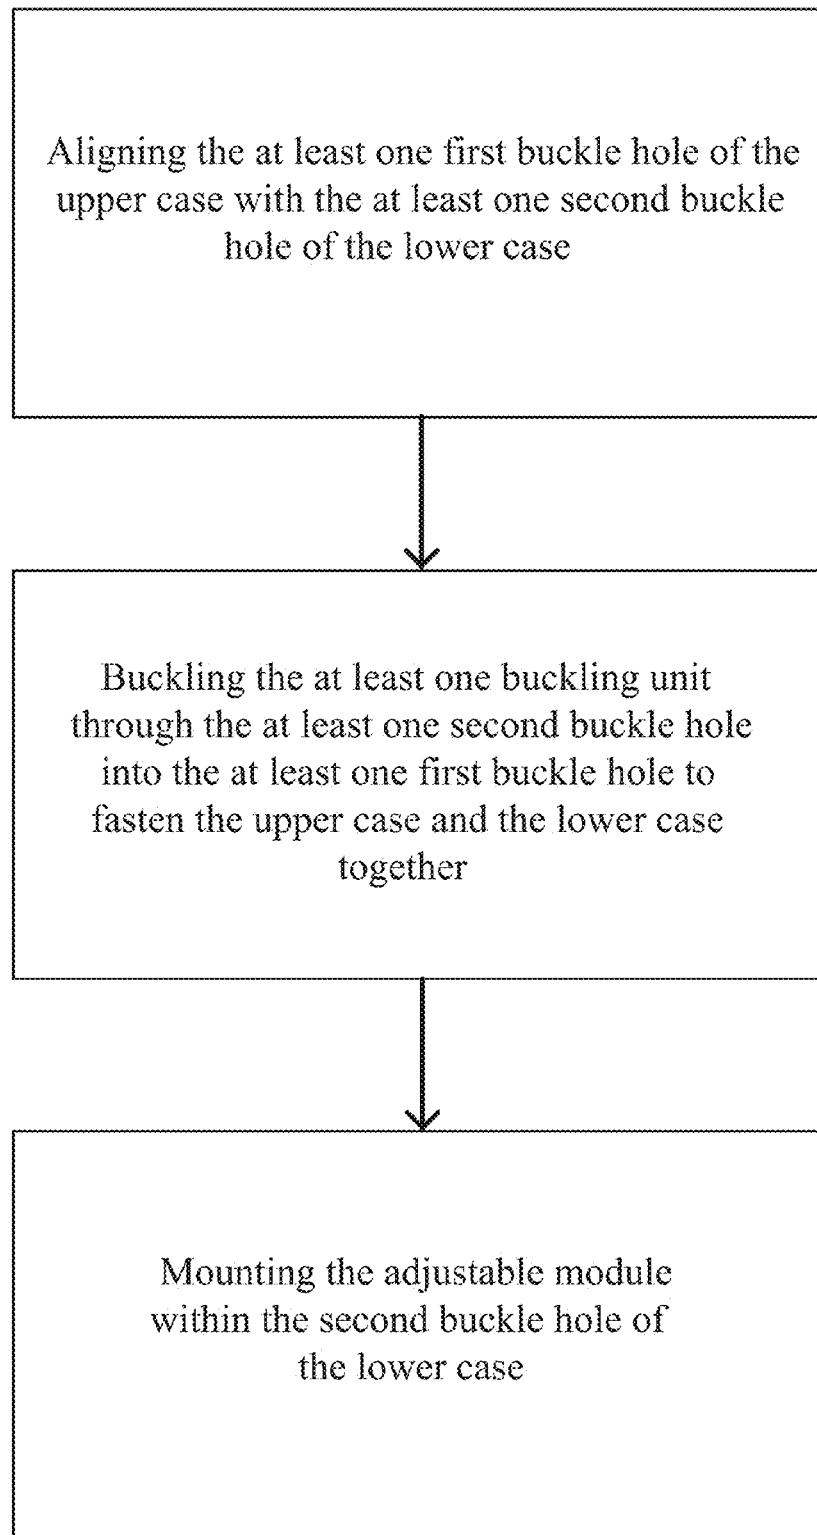 Aligning the at least one first buckle hole of the
upper case with the at least one second buckle
hole of the lower case
Buckling the at least one buckling unit
through the at least one second buckle hole
into the at least one first buckle hole to
fasten the upper case and the lower case
together
Mounting the adjustable module
within the second buckle hole of
the lower case